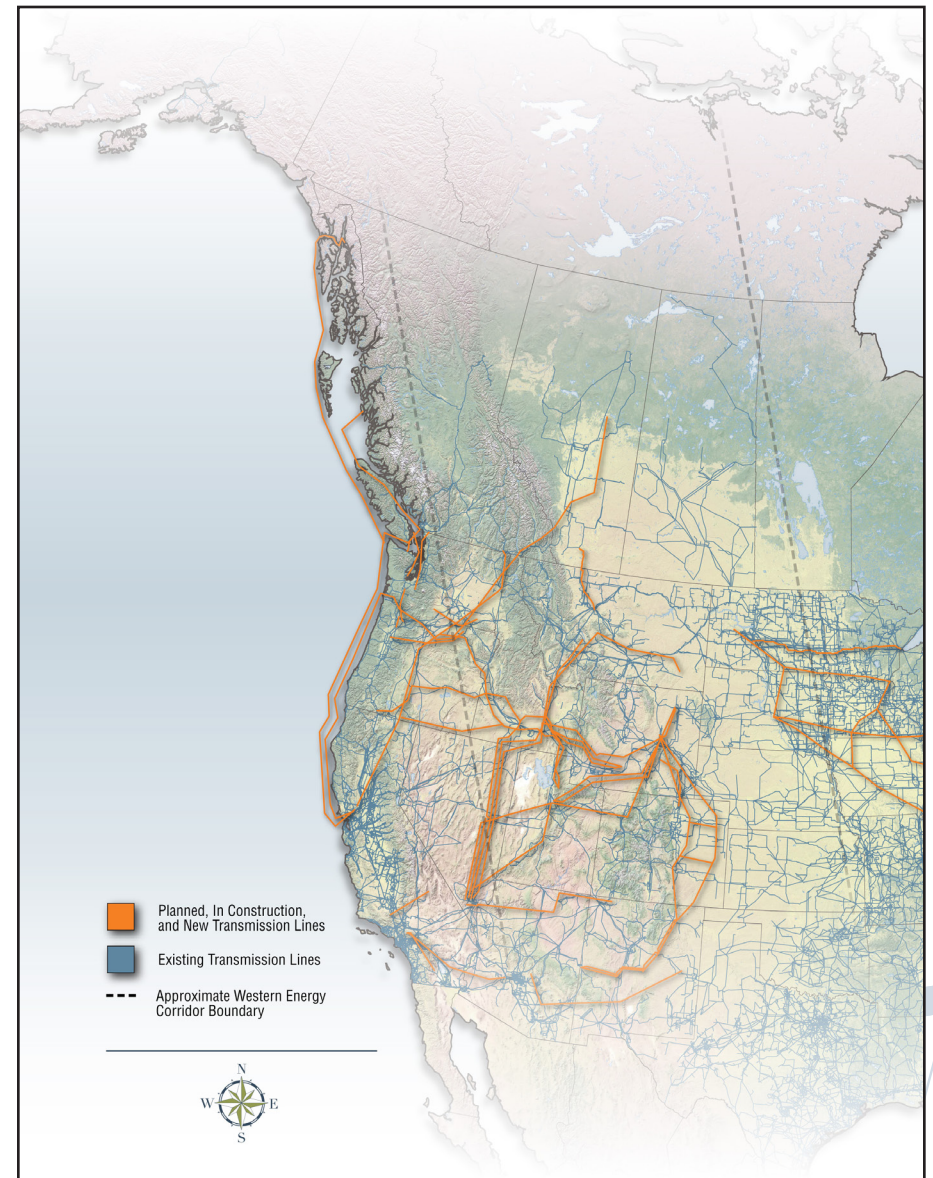 Planned, In Construction,
and New Transmission Lines
Existing Transmission Lines
Approximate Western Energy
Corridor Boundary
N
W
E
S